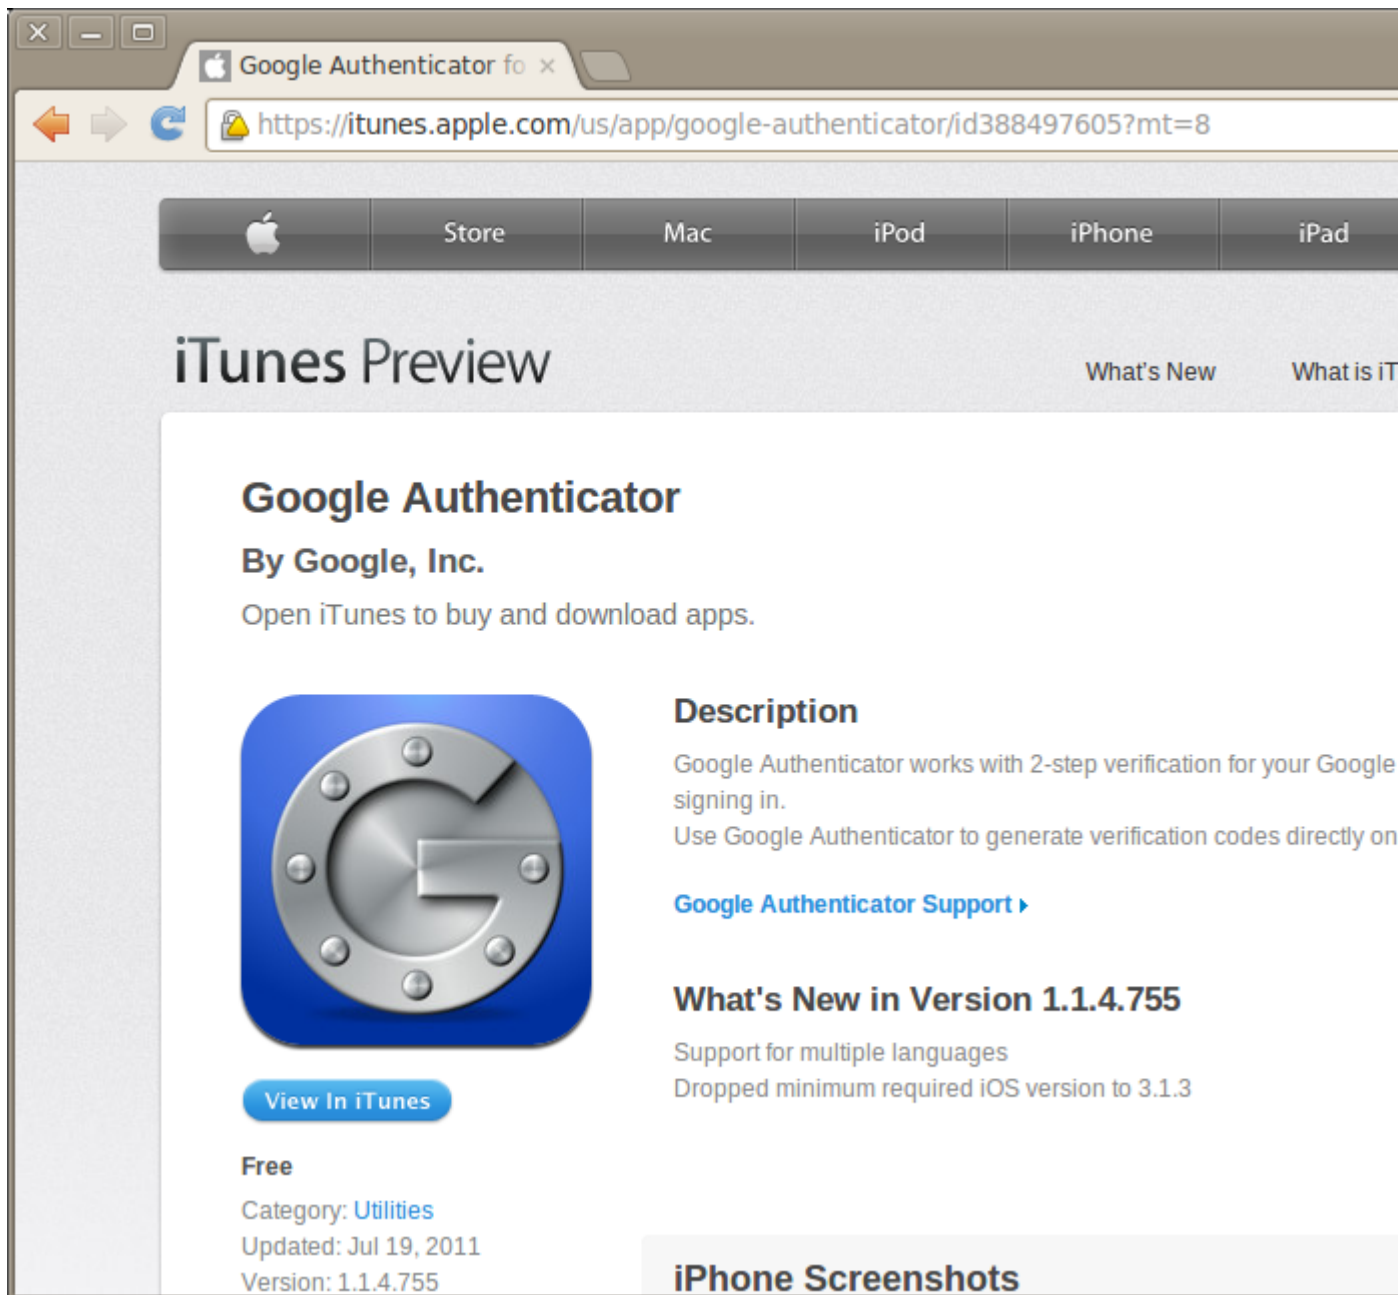 Google Authenticator fo
https://itunes.apple.com/us/app/google-authenticator/id388497605?mt=8
Store Mac iPod iPhone iPad
iTunes Preview
What's New What is iT
Google Authenticator
By Google, Inc.
Open iTunes to buy and download apps.
Description
Google Authenticator works with 2-step verification for your Google
signing in.
Use Google Authenticator to generate verification codes directly on
Google Authenticator Support
What's New in Version 1.1.4.755
Support for multiple languages
Dropped minimum required iOS version to 3.1.3
View In iTunes
Free
Category: Utilities
Updated: Jul 19, 2011
Version: 1.1.4.755
iPhone Screenshots